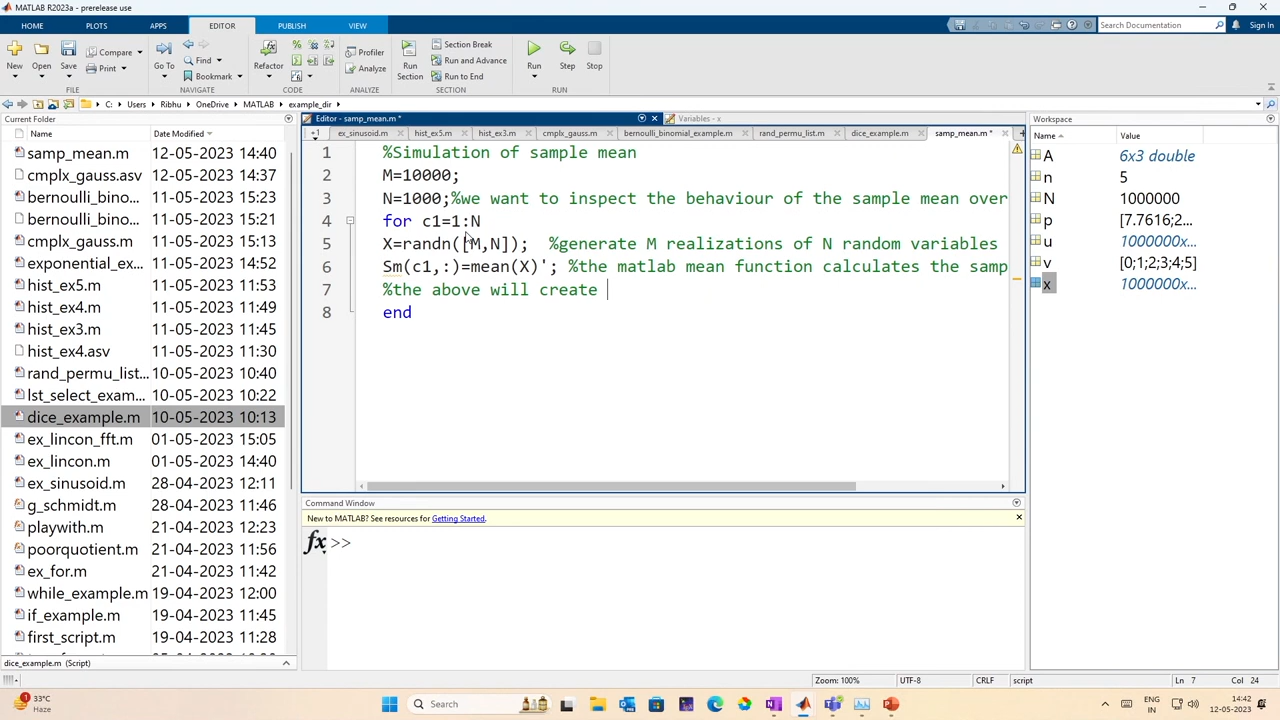 MATLAB R2023a - prerelease use
HOME PLOTS APPS EDITOR PUBLISH VIEW Search Documentation Sign In
New Open Save Compare Print Go To Find Bookmark Refactor Profiler Analyze Run Section Section Break Run and Advance Run to End Run Step Stop
FILE NAVIGATE CODE ANALYZE SECTION RUN
C: Users Ribhu OneDrive MATLAB example_dir
Current Folder
Name Date Modified
samp_mean.m 12-05-2023 14:40
cmplx_gauss.asv 12-05-2023 14:37
bernoulli_bino... 11-05-2023 15:23
bernoulli_bino... 11-05-2023 15:21
cmplx_gauss.m 11-05-2023 15:13
exponential_ex... 11-05-2023 14:52
hist_ex5.m 11-05-2023 11:53
hist_ex4.m 11-05-2023 11:49
hist_ex3.m 11-05-2023 11:45
hist_ex4.asv 11-05-2023 11:30
rand_permu_list... 10-05-2023 10:40
lst_select_exam... 10-05-2023 10:22
dice_example.m 10-05-2023 10:13
ex_lincon_fft.m 01-05-2023 15:05
ex_lincon.m 01-05-2023 14:40
ex_sinusoid.m 28-04-2023 12:11
g_schmidt.m 28-04-2023 11:46
playwith.m 21-04-2023 12:23
poorquotient.m 21-04-2023 11:56
ex_for.m 21-04-2023 11:42
while_example.m 19-04-2023 12:00
if_example.m 19-04-2023 11:45
first_script.m 19-04-2023 11:28
dice_example.m (Script)
Editor - samp_mean.m * Variables - x
+1 ex_sinusoid.m hist_ex5.m hist_ex3.m cmplx_gauss.m bernoulli_binomial_example.m rand_permu_list.m dice_example.m samp_mean.m *
1 %Simulation of sample mean
2 M=10000;
3 N=1000;%we want to inspect the behaviour of the sample mean over
4 for c1=1:N
5 X=randn([M,N]); %generate M realizations of N random variables
6 Sm(c1,:)=mean(X)'; %the matlab mean function calculates the samp
7 %the above will create
8 end
Command Window
New to MATLAB? See resources for Getting Started.
fx >>
Workspace
Name Value
A 6x3 double
n 5
N 1000000
p [7.7616;2...
u 1000000x...
v [0;1;2;3;4;5]
x 1000000x...
Zoom: 100% UTF-8 CRLF script Ln 7 Col 24
33°C
Haze
Search
ENG
IN
14:42
12-05-2023